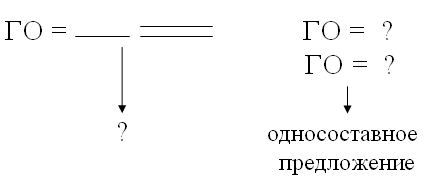 ГО =
?
ГО = ?
ГО = ?
односоставное
предложение